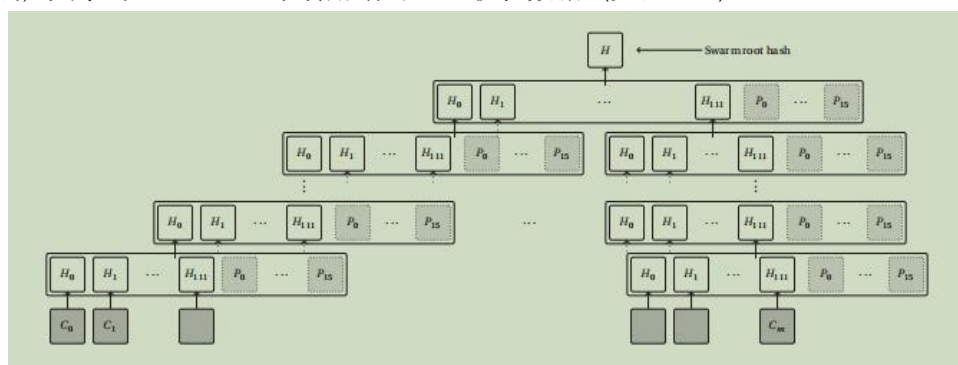 H Swarm root hash
H₀ H₁ ... H₁₁₁ P₀ ... P₁₅
H₀ H₁ ... H₁₁₁ P₀ ... P₁₅ H₀ H₁ ... H₁₁₁ P₀ ... P₁₅
⋮ ⋮
H₀ H₁ ... H₁₁₁ P₀ ... P₁₅ ... H₀ H₁ ... H₁₁₁ P₀ ... P₁₅
H₀ H₁ ... H₁₁₁ P₀ ... P₁₅ H₀ H₁ ... H₁₁₁ P₀ ... P₁₅
C₀ C₁ Cₘ